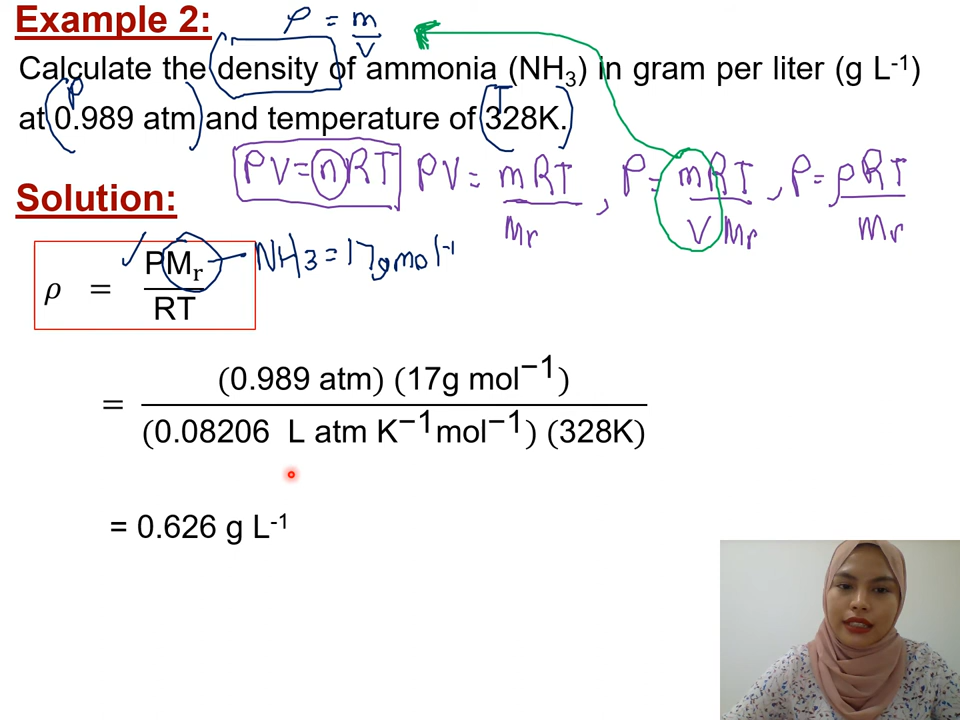 Example 2:
ρ = m/V
Calculate the density of ammonia (NH₃) in gram per liter (g L⁻¹)
P T
at 0.989 atm and temperature of 328K.
PV = nRT PV = mRT/Mr , P = mRT/VMr , P = ρRT/Mr
Solution:
ρ = PMr/RT NH3 = 17gmol⁻¹
= (0.989 atm) (17g mol⁻¹)
(0.08206 L atm K⁻¹mol⁻¹) (328K)
= 0.626 g L⁻¹